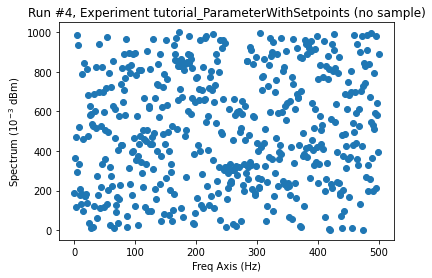 Run #4, Experiment tutorial_ParameterWithSetpoints (no sample)
1000
800
600
400
200
0
Spectrum (10⁻³ dBm)
0 100 200 300 400 500
Freq Axis (Hz)